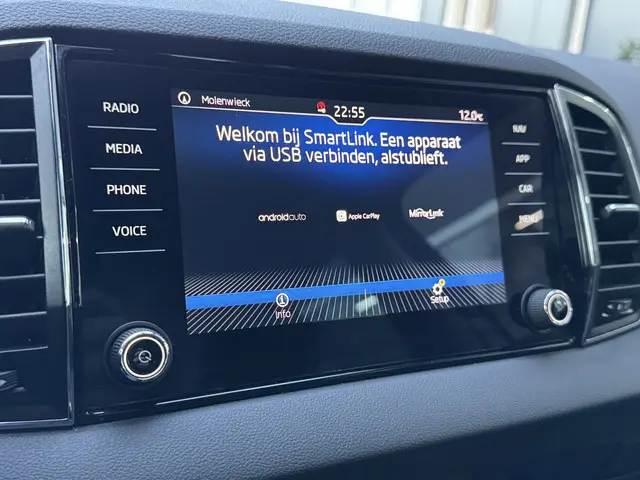 RADIO
MEDIA
PHONE
VOICE
Molenwieck
22:55
12.0€
Welkom bij SmartLink. Een apparaat
via USB verbinden, alstublieft.
androidauto
Apple CarPlay
MirrorLink
Info
Setup
NAV
APP
CAR
MENU